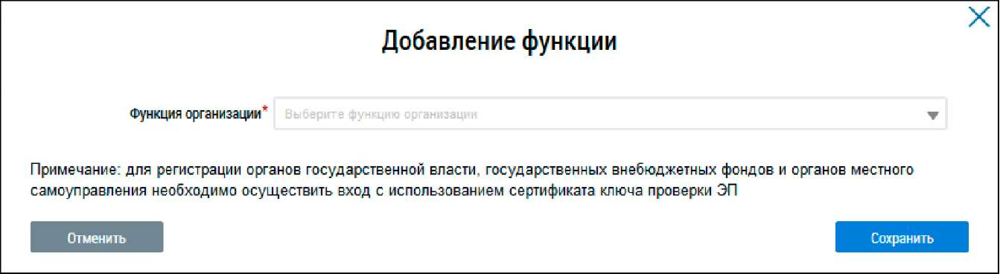 Добавление функции
Функция организации* Выберите функцию организации
Примечание: для регистрации органов государственной власти, государственных внебюджетных фондов и органов местного
самоуправления необходимо осуществить вход с использованием сертификата ключа проверки ЭП
Отменить Сохранить